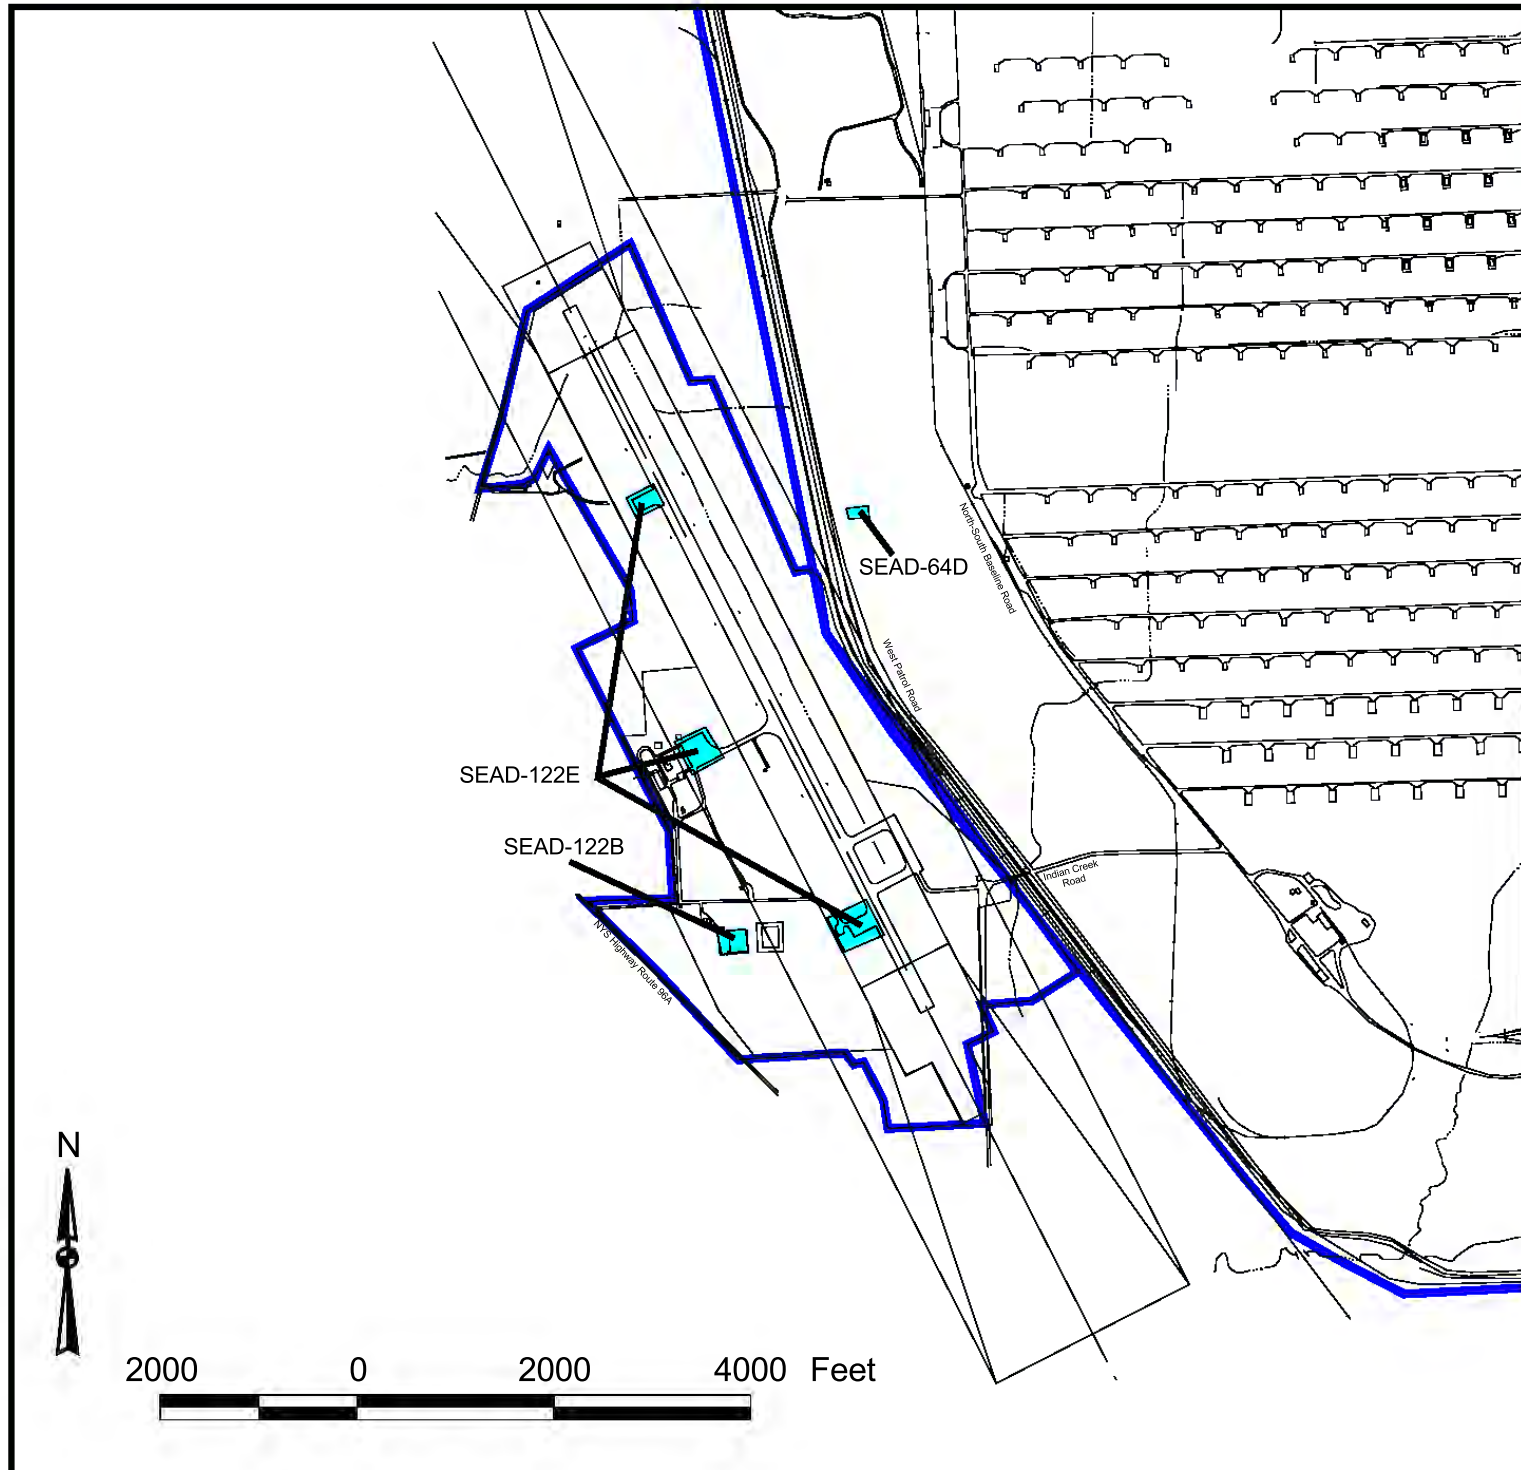 SEAD-64D
North-South Baseline Road
West Patrol Road
SEAD-122E
SEAD-122B
Indian Creek
Road
NYS Highway Route 96A
N
2000 0 2000 4000 Feet